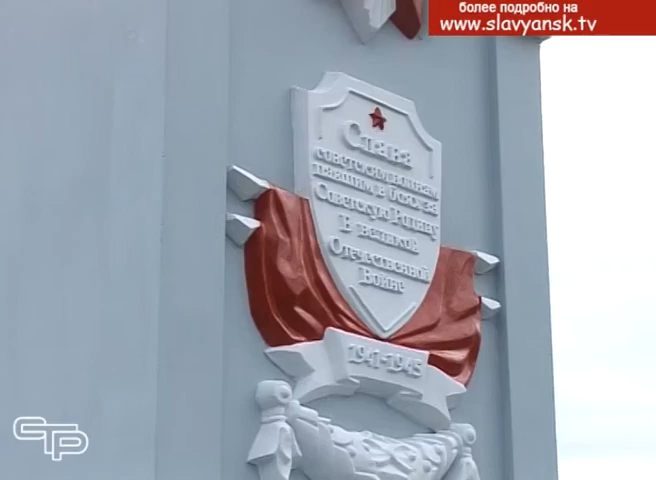 более подробно на
www.slavyansk.tv
Слава
советским воинам
павшим в боях за
Советскую Родину
В великой
Отечественной
Войне
1941-1945
СТР